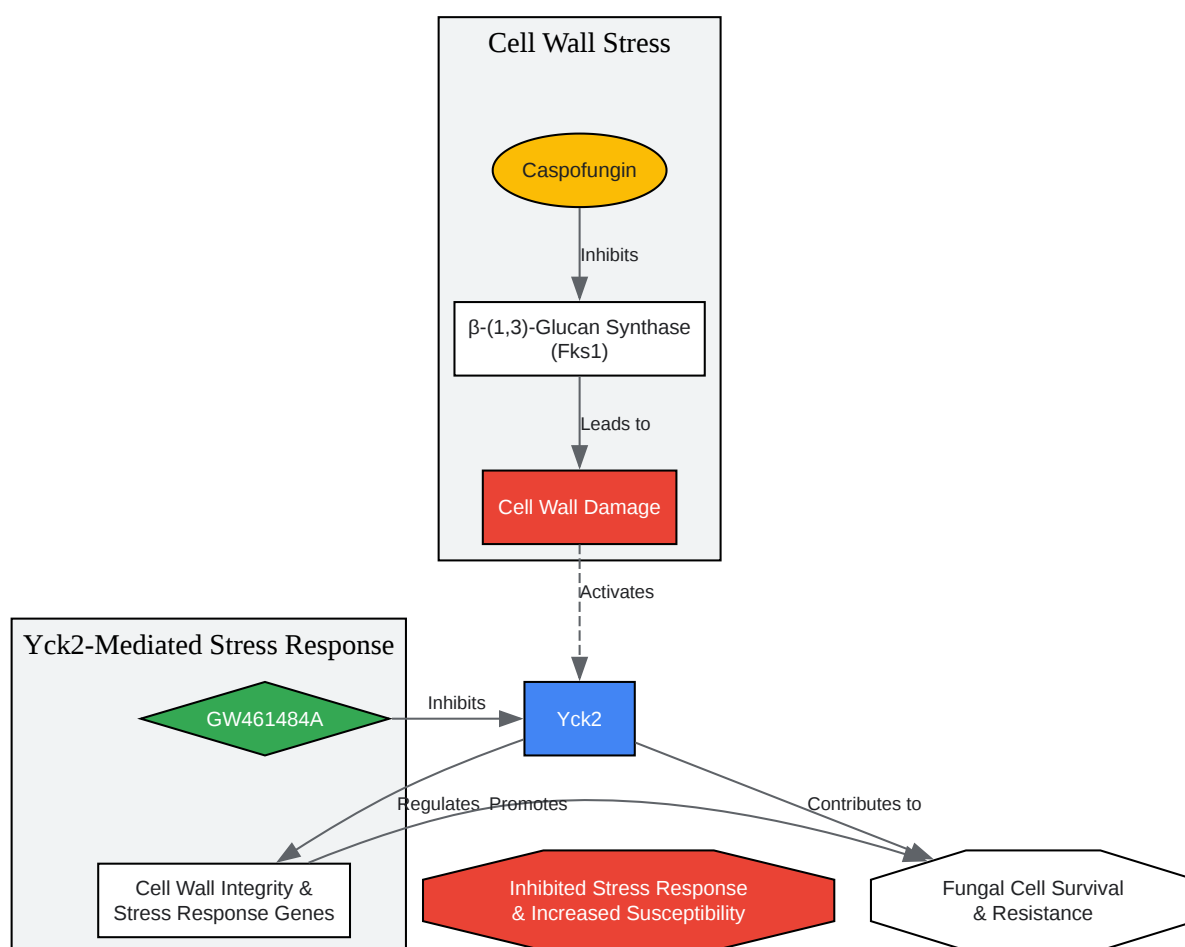 Cell Wall Stress
Caspofungin
Inhibits
β-(1,3)-Glucan Synthase
(Fks1)
Leads to
Cell Wall Damage
Activates
Yck2-Mediated Stress Response
GW461484A
Inhibits
Yck2
Regulates
Promotes
Contributes to
Cell Wall Integrity &
Stress Response Genes
Inhibited Stress Response
& Increased Susceptibility
Fungal Cell Survival
& Resistance